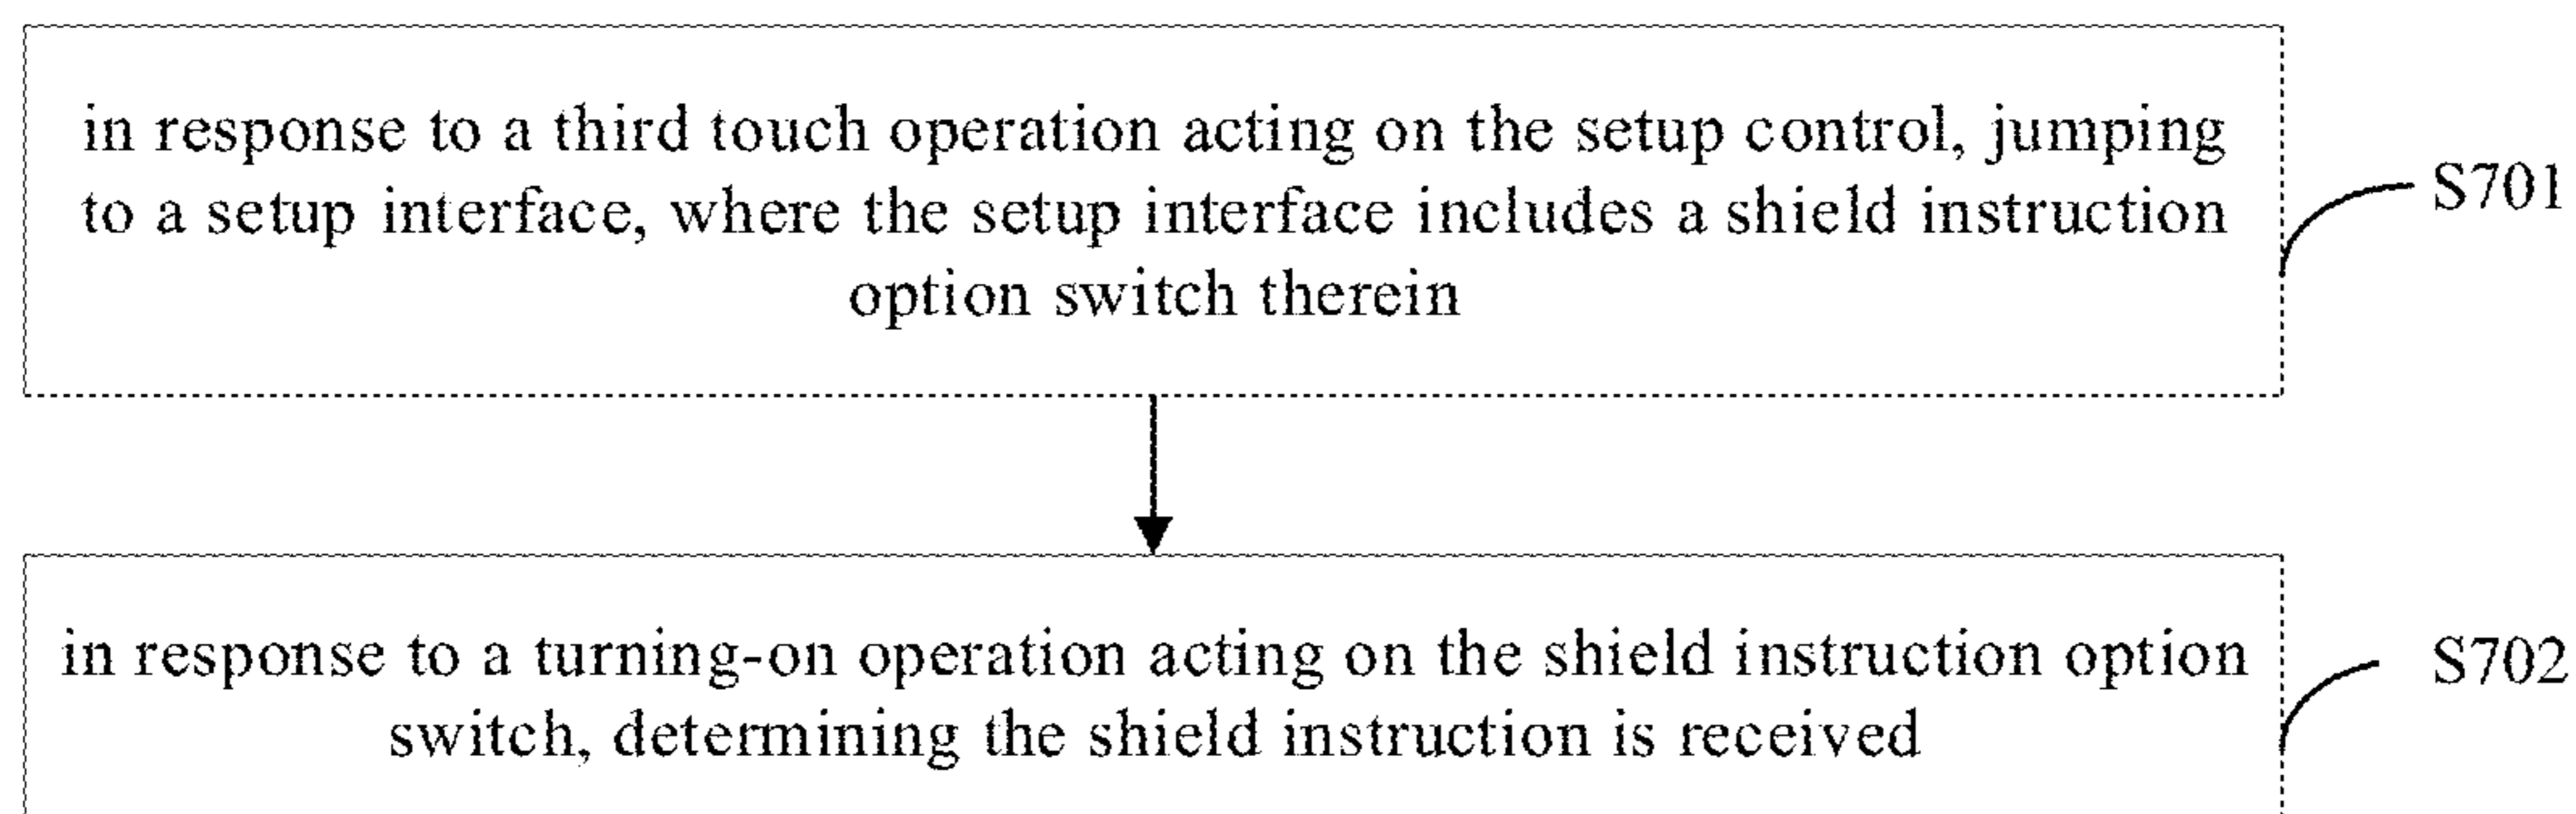 in response to a third touch operation acting on the setup control, jumping
to a setup interface, where the setup interface includes a shield instruction
option switch therein
S701
in response to a turning-on operation acting on the shield instruction option
switch, determining the shield instruction is received
S702